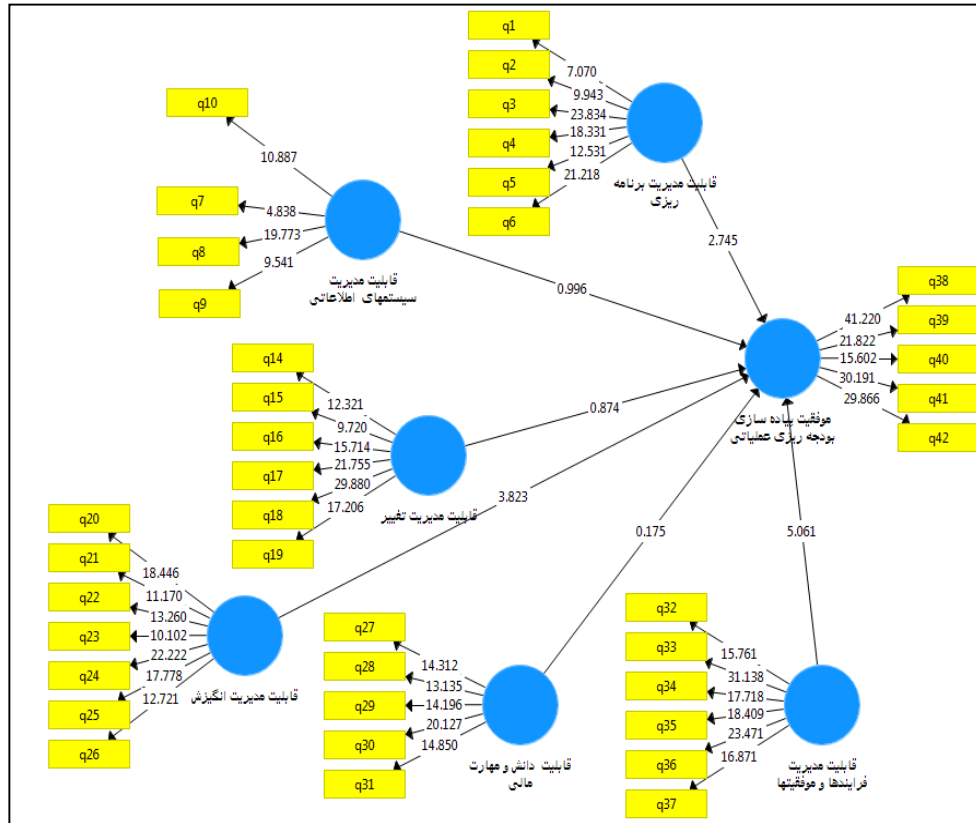 q1
q2
q3
q4
q5
q6
7.070
9.943
23.834
18.331
12.531
21.218
قابلیت مدیریت برنامه
ریزی
2.745
q10
q7
q8
q9
10.887
4.838
19.773
9.541
قابلیت مدیریت
سیستمهای اطلاعاتی
0.996
q38
q39
q40
q41
q42
41.220
21.822
15.602
30.191
29.866
موفقیت پیاده سازی
بودجه ریزی عملیاتی
q14
q15
q16
q17
q18
q19
12.321
9.720
15.714
21.755
29.880
17.206
قابلیت مدیریت تغییر
0.874
q20
q21
q22
q23
q24
q25
q26
18.446
11.170
13.260
10.102
22.222
17.778
12.721
قابلیت مدیریت انگیزش
3.823
q27
q28
q29
q30
q31
14.312
13.135
14.196
20.127
14.850
قابلیت دانش و مهارت
مالی
0.175
q32
q33
q34
q35
q36
q37
15.761
31.138
17.718
18.409
23.471
16.871
قابلیت مدیریت
فرایندها و موفقیتها
5.061